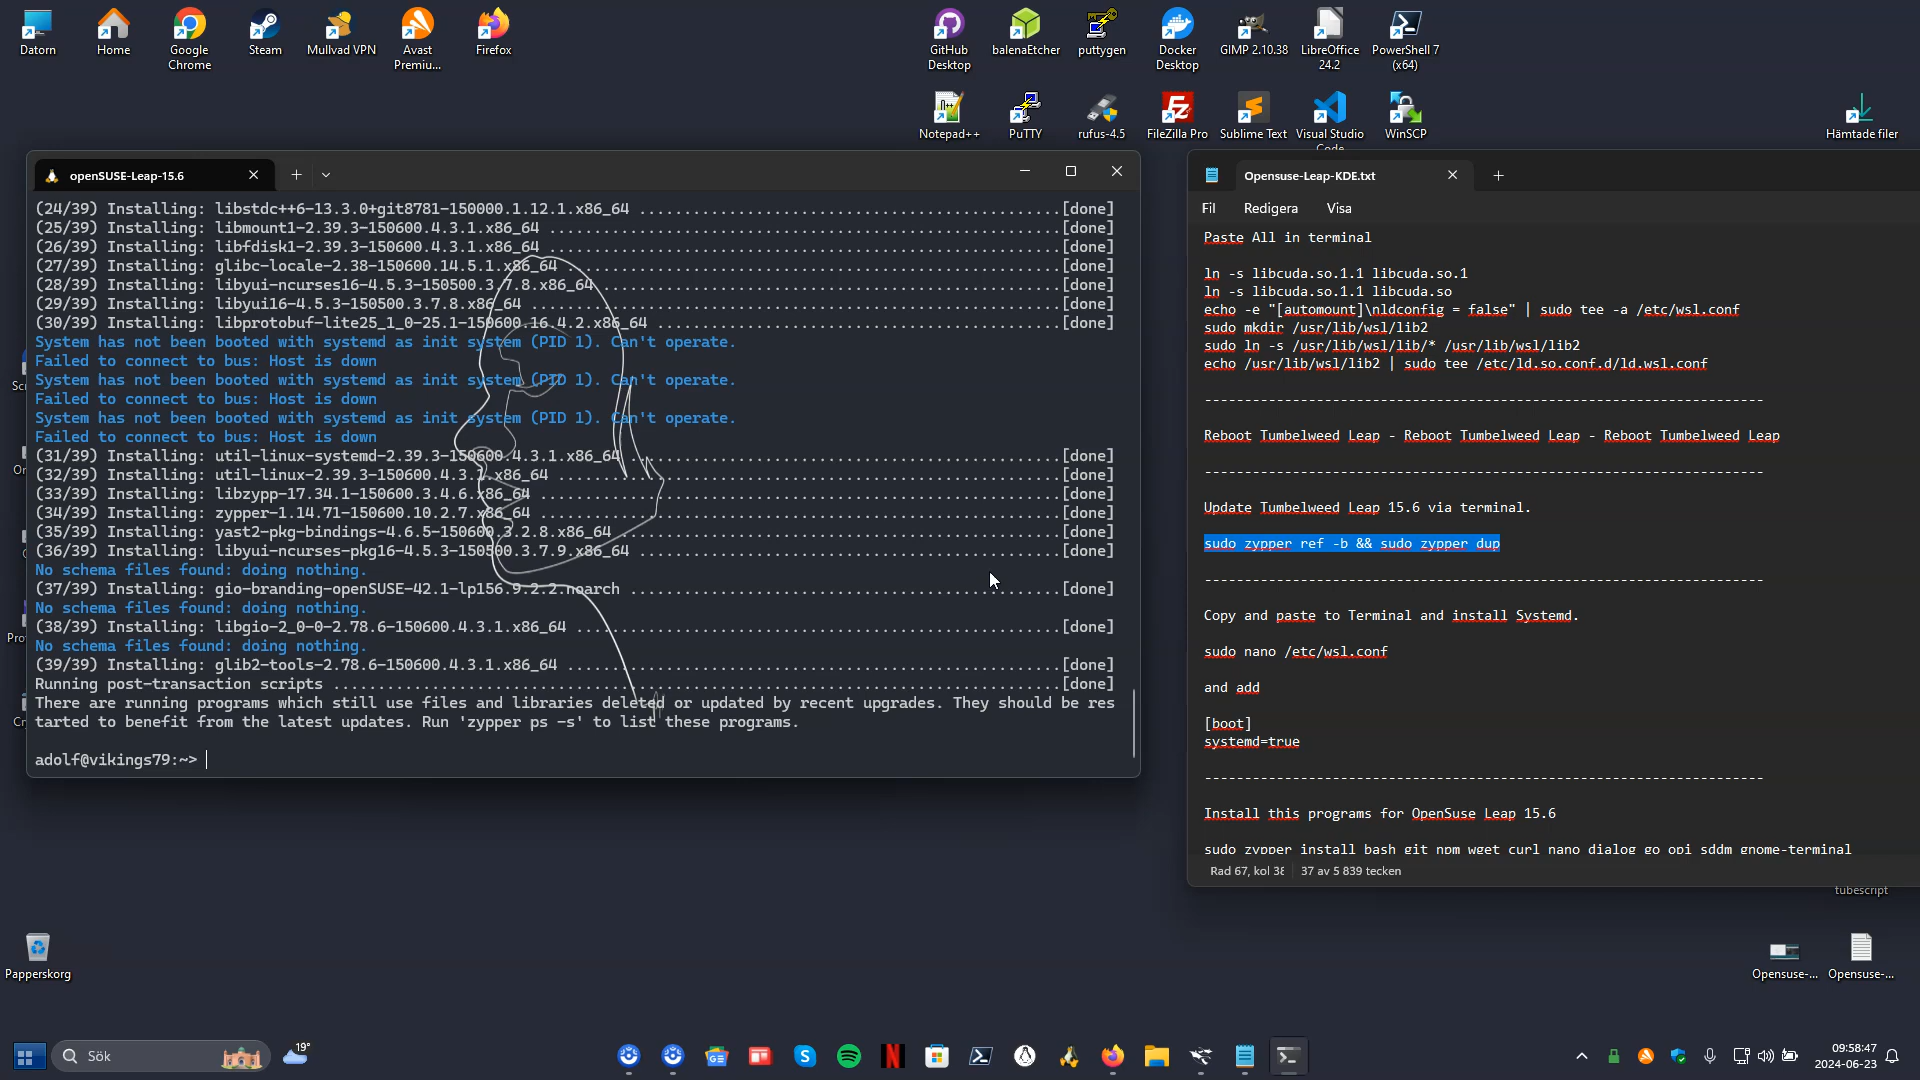 Datorn
Home
Google Chrome
Steam
Mullvad VPN
Avast Premiu...
Firefox
GitHub Desktop
balenaEtcher
puttygen
Docker Desktop
GIMP 2.10.38
LibreOffice 24.2
PowerShell 7 (x64)
Notepad++
PuTTY
rufus-4.5
FileZilla Pro
Sublime Text
Visual Studio Code
WinSCP
Hämtade filer
openSUSE-Leap-15.6
(24/39) Installing: libstdc++6-13.3.0+git8781-150000.1.12.1.x86_64 ...............................................[done]
(25/39) Installing: libmount1-2.39.3-150600.4.3.1.x86_64 .........................................................[done]
(26/39) Installing: libfdisk1-2.39.3-150600.4.3.1.x86_64 .........................................................[done]
(27/39) Installing: glibc-locale-2.38-150600.14.5.1.x86_64 .......................................................[done]
(28/39) Installing: libyui-ncurses16-4.5.3-150500.3.7.8.x86_64 ...................................................[done]
(29/39) Installing: libyui16-4.5.3-150500.3.7.8.x86_64 ...........................................................[done]
(30/39) Installing: libprotobuf-lite25_1_0-25.1-150600.16.4.2.x86_64 .............................................[done]
System has not been booted with systemd as init system (PID 1). Can't operate.
Failed to connect to bus: Host is down
System has not been booted with systemd as init system (PID 1). Can't operate.
Failed to connect to bus: Host is down
System has not been booted with systemd as init system (PID 1). Can't operate.
Failed to connect to bus: Host is down
(31/39) Installing: util-linux-systemd-2.39.3-150600.4.3.1.x86_64 ................................................[done]
(32/39) Installing: util-linux-2.39.3-150600.4.3.1.x86_64 ........................................................[done]
(33/39) Installing: libzypp-17.34.1-150600.3.4.6.x86_64 ..........................................................[done]
(34/39) Installing: zypper-1.14.71-150600.10.2.7.x86_64 ..........................................................[done]
(35/39) Installing: yast2-pkg-bindings-4.6.5-150600.3.2.8.x86_64 .................................................[done]
(36/39) Installing: libyui-ncurses-pkg16-4.5.3-150500.3.7.9.x86_64 ...............................................[done]
No schema files found: doing nothing.
(37/39) Installing: gio-branding-openSUSE-42.1-lp156.9.2.2.noarch ................................................[done]
No schema files found: doing nothing.
(38/39) Installing: libgio-2_0-0-2.78.6-150600.4.3.1.x86_64 ......................................................[done]
No schema files found: doing nothing.
(39/39) Installing: glib2-tools-2.78.6-150600.4.3.1.x86_64 .......................................................[done]
Running post-transaction scripts .................................................................................[done]
There are running programs which still use files and libraries deleted or updated by recent upgrades. They should be res
tarted to benefit from the latest updates. Run 'zypper ps -s' to list these programs.
adolf@vikings79:~>
Opensuse-Leap-KDE.txt
Fil Redigera Visa
Paste All in terminal
ln -s libcuda.so.1.1 libcuda.so.1
ln -s libcuda.so.1.1 libcuda.so
echo -e "[automount]\nldconfig = false" | sudo tee -a /etc/wsl.conf
sudo mkdir /usr/lib/wsl/lib2
sudo ln -s /usr/lib/wsl/lib/* /usr/lib/wsl/lib2
echo /usr/lib/wsl/lib2 | sudo tee /etc/ld.so.conf.d/ld.wsl.conf
----------------------------------------------------------------------
Reboot Tumbelweed Leap - Reboot Tumbelweed Leap - Reboot Tumbelweed Leap
----------------------------------------------------------------------
Update Tumbelweed Leap 15.6 via terminal.
sudo zypper ref -b && sudo zypper dup
----------------------------------------------------------------------
Copy and paste to Terminal and install Systemd.
sudo nano /etc/wsl.conf
and add
[boot]
systemd=true
----------------------------------------------------------------------
Install this programs for OpenSuse Leap 15.6
sudo zypper install bash git npm wget curl nano dialog go opi sddm gnome-terminal
Rad 67, kol 38
37 av 5 839 tecken
tubescript
Papperskorg
Opensuse-...
Opensuse-...
Sök
19°
09:58:47
2024-06-23